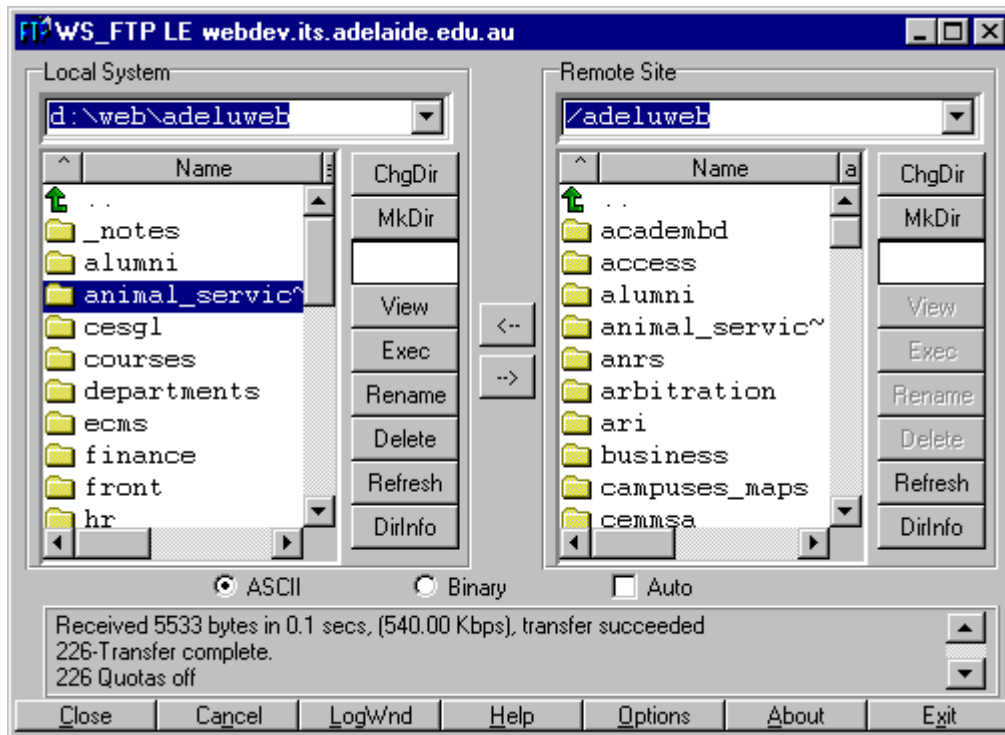 FTP WS_FTP LE webdev.its.adelaide.edu.au
Local System
d:\web\adeluweb
^ Name
..
_notes
alumni
animal_servic~
cesgl
courses
departments
ecms
finance
front
hr
ChgDir
MkDir
View
Exec
Rename
Delete
Refresh
DirInfo
<--
-->
Remote Site
/adeluweb
^ Name a
..
academbd
access
alumni
animal_servic~
anrs
arbitration
ari
business
campuses_maps
cemmsa
ChgDir
MkDir
View
Exec
Rename
Delete
Refresh
DirInfo
ASCII Binary Auto
Received 5533 bytes in 0.1 secs, (540.00 Kbps), transfer succeeded
226-Transfer complete.
226 Quotas off
Close Cancel LogWnd Help Options About Exit